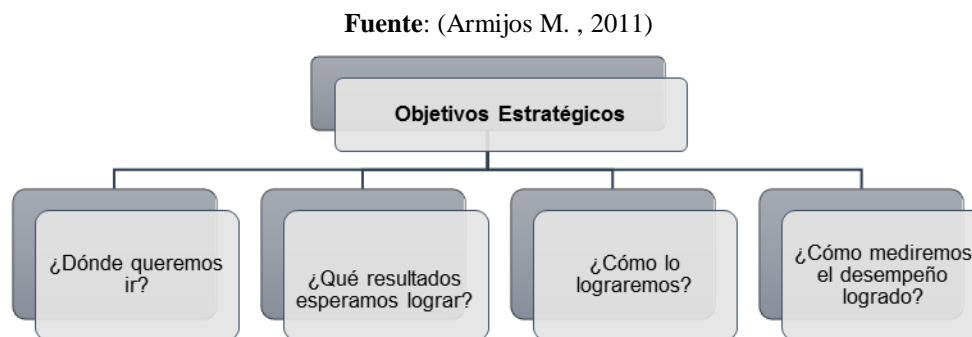 Fuente: (Armijos M. , 2011)
Objetivos Estratégicos
¿Dónde queremos
ir?
¿Qué resultados
esperamos lograr?
¿Cómo lo
lograremos?
¿Cómo mediremos
el desempeño
logrado?